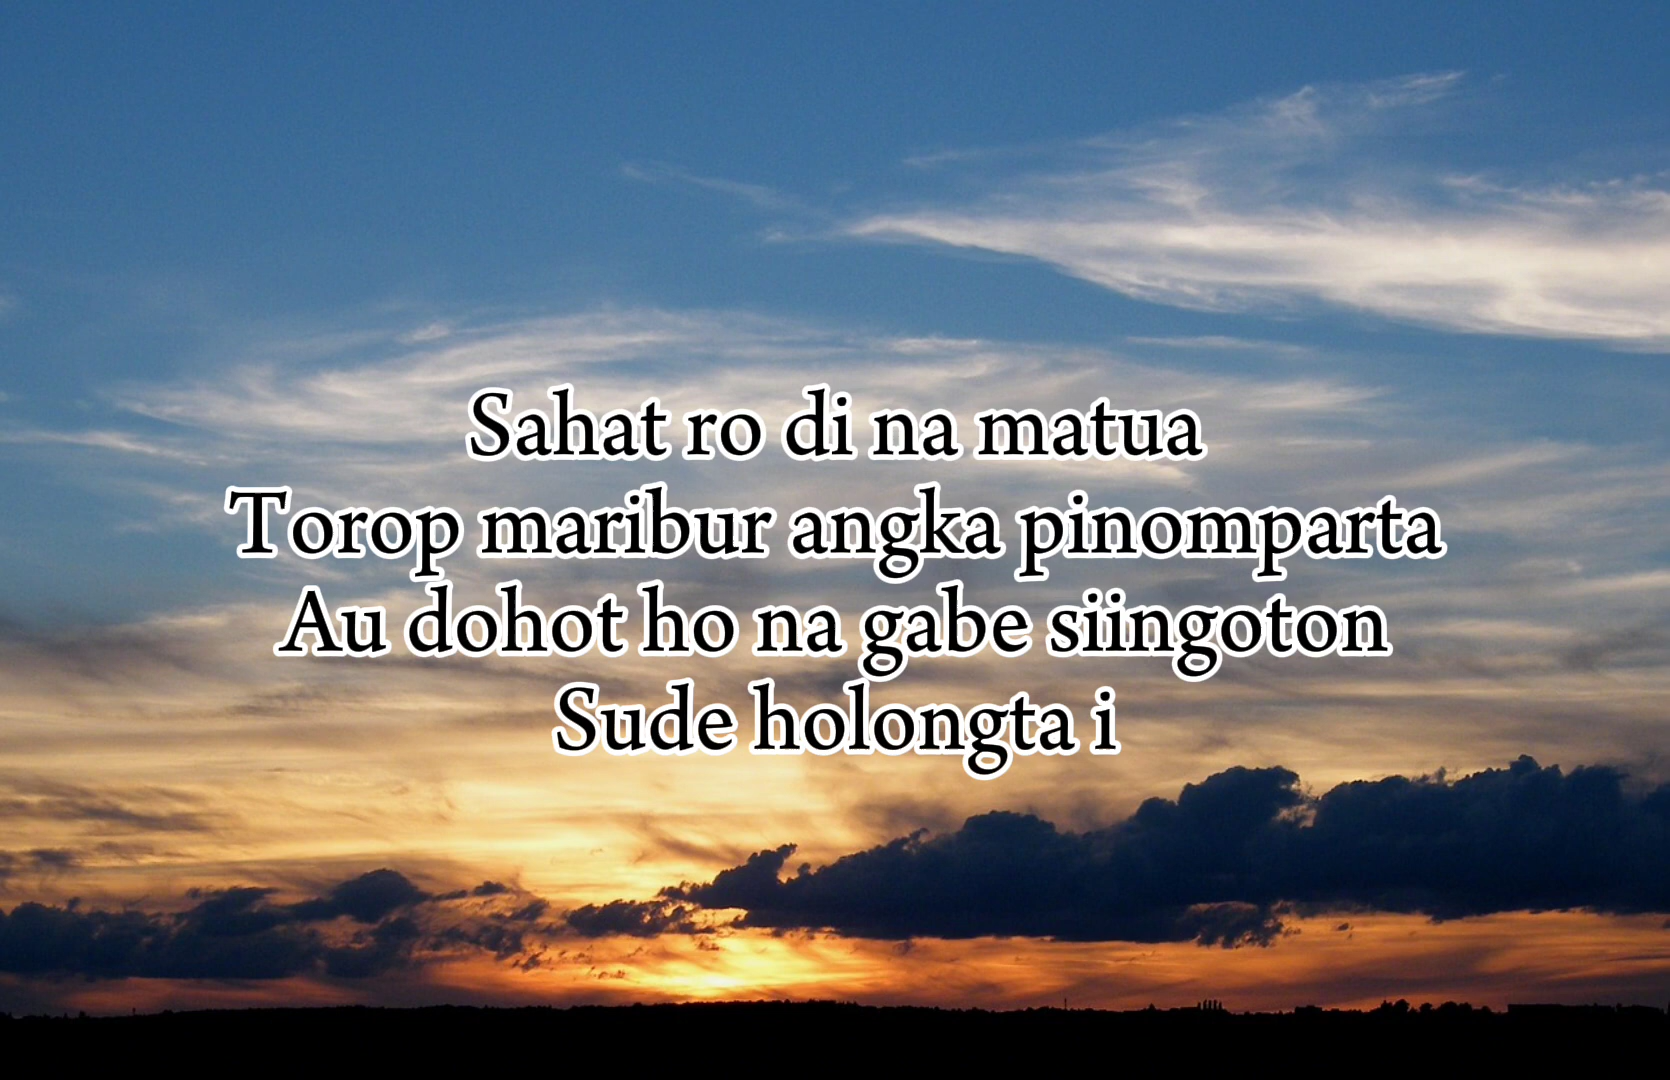 Sahat ro di na matua
Torop maribur angka pinomparta
Au dohot ho na gabe siingoton
Sude holongta i